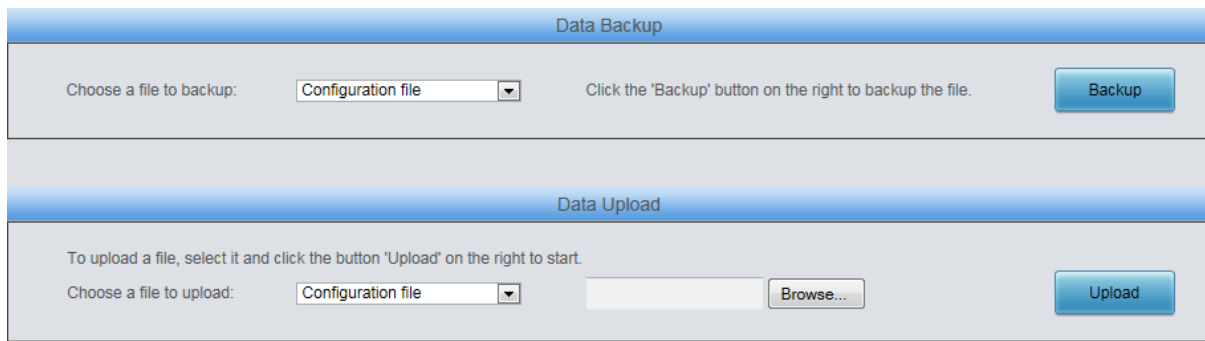 Data Backup
Choose a file to backup: Configuration file Click the 'Backup' button on the right to backup the file. Backup
Data Upload
To upload a file, select it and click the button 'Upload' on the right to start.
Choose a file to upload: Configuration file Browse... Upload